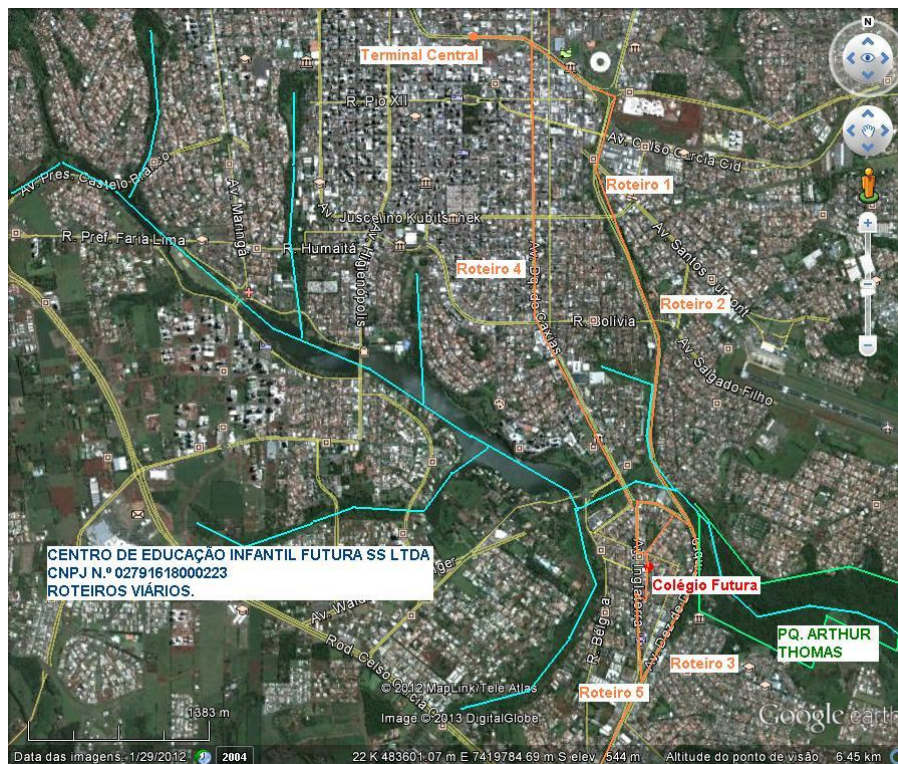 N
Terminal Central
R. Pio XII
Av. Celso Garcia Cid
Av. Pres. Castelo Branco
Roteiro 1
Av. Maringá
Av. Juscelino Kubitschek
R. Pref. Faria Lima
R. Humaitá
Av. Higienópolis
Av. Santos Dumont
Roteiro 4
Av. Duque de Caxias
Roteiro 2
R. Bolívia
Av. Salgado Filho
CENTRO DE EDUCAÇÃO INFANTIL FUTURA SS LTDA
CNPJ N.º 02791618000223
ROTEIROS VIÁRIOS.
Av. Inglaterra
Colégio Futura
R. Bélgica
Av. Dez de
PQ. ARTHUR
THOMAS
Rod. Celso Garcia C
Roteiro 3
© 2012 MapLink/Tele Atlas
Roteiro 5
1383 m
Image © 2013 DigitalGlobe
Google earth
Data das imagens: 1/29/2012
2004
22 K 483601.07 m E 7419784.69 m S elev 544 m
Altitude do ponto de visão 6.45 km